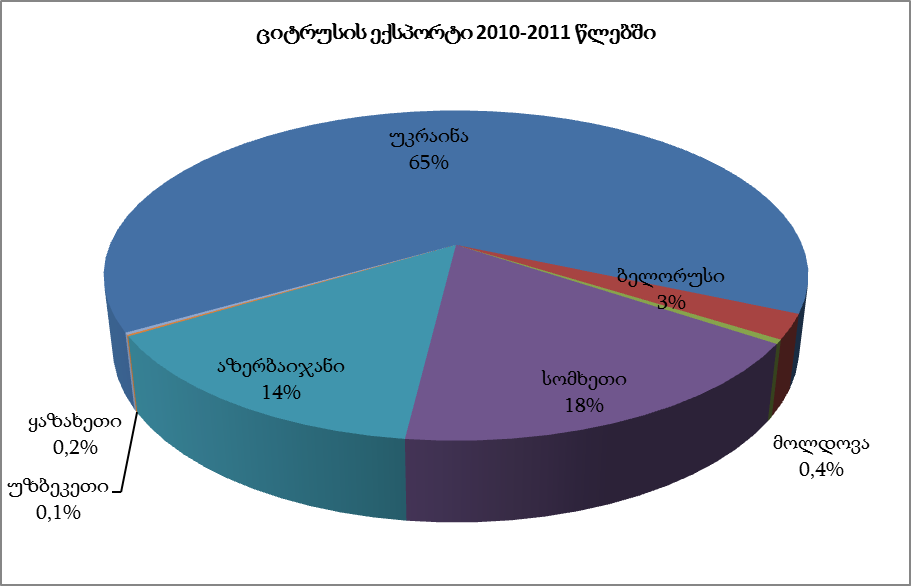 ციტრუსის ექსპორტი 2010-2011 წლებში
უკრაინა
65%
ბელორუსი
3%
აზერბაიჯანი
14%
სომხეთი
18%
ყაზახეთი
0,2%
მოლდოვა
0,4%
უზბეკეთი
0,1%